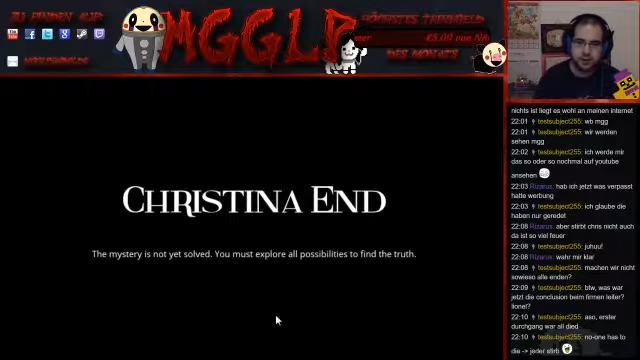 ZU FINDEN AUF:
MGGLP
HÖCHSTES TRINKGELD
€5.00 von
DES MONATS
nichts ist liegt es wohl an meinen internet
22:01 testsubject255: wb mgg
22:01 testsubject255: wir werden
sehen mgg
22:02 testsubject255: ich werde mir
das so oder so nochmal auf youtube
ansehen
22:03 Rizarus: hab ich jetzt was verpasst
hatte werbung
22:03 testsubject255: ich glaube die
haben nur geredet
22:08 Rizarus: aber stirbt chris nicht auch
da ist so viel feuer
22:08 testsubject255: juhuu!
22:08 Rizarus: wahr mir klar
22:08 testsubject255: machen wir nicht
sowieso alle enden?
22:09 testsubject255: btw, was war
jetzt die conclusion beim firmen leiter?
lionel?
22:10 testsubject255: aso, erster
durchgang war all died
22:10 testsubject255: no-one has to
die -> jeder stirb
CHRISTINA END
The mystery is not yet solved. You must explore all possibilities to find the truth.